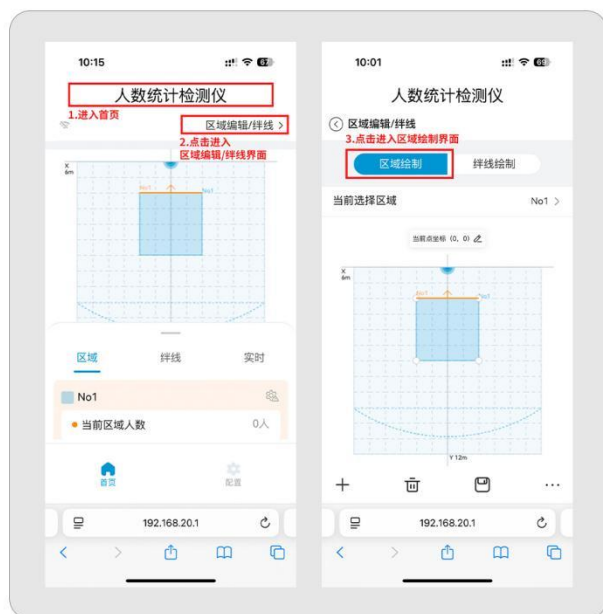 10:15
67
人数统计检测仪
1.进入首页
区域编辑/绊线 >
2.点击进入
区域编辑/绊线界面
X
6m
No1
No1
区域
绊线
实时
No1
当前区域人数
0人
首页
配置
192.168.20.1
10:01
69
人数统计检测仪
区域编辑/绊线
3.点击进入区域绘制界面
区域绘制
绊线绘制
当前选择区域
No1 >
当前点坐标 (0, 0)
X
6m
No1
No1
Y 12m
192.168.20.1